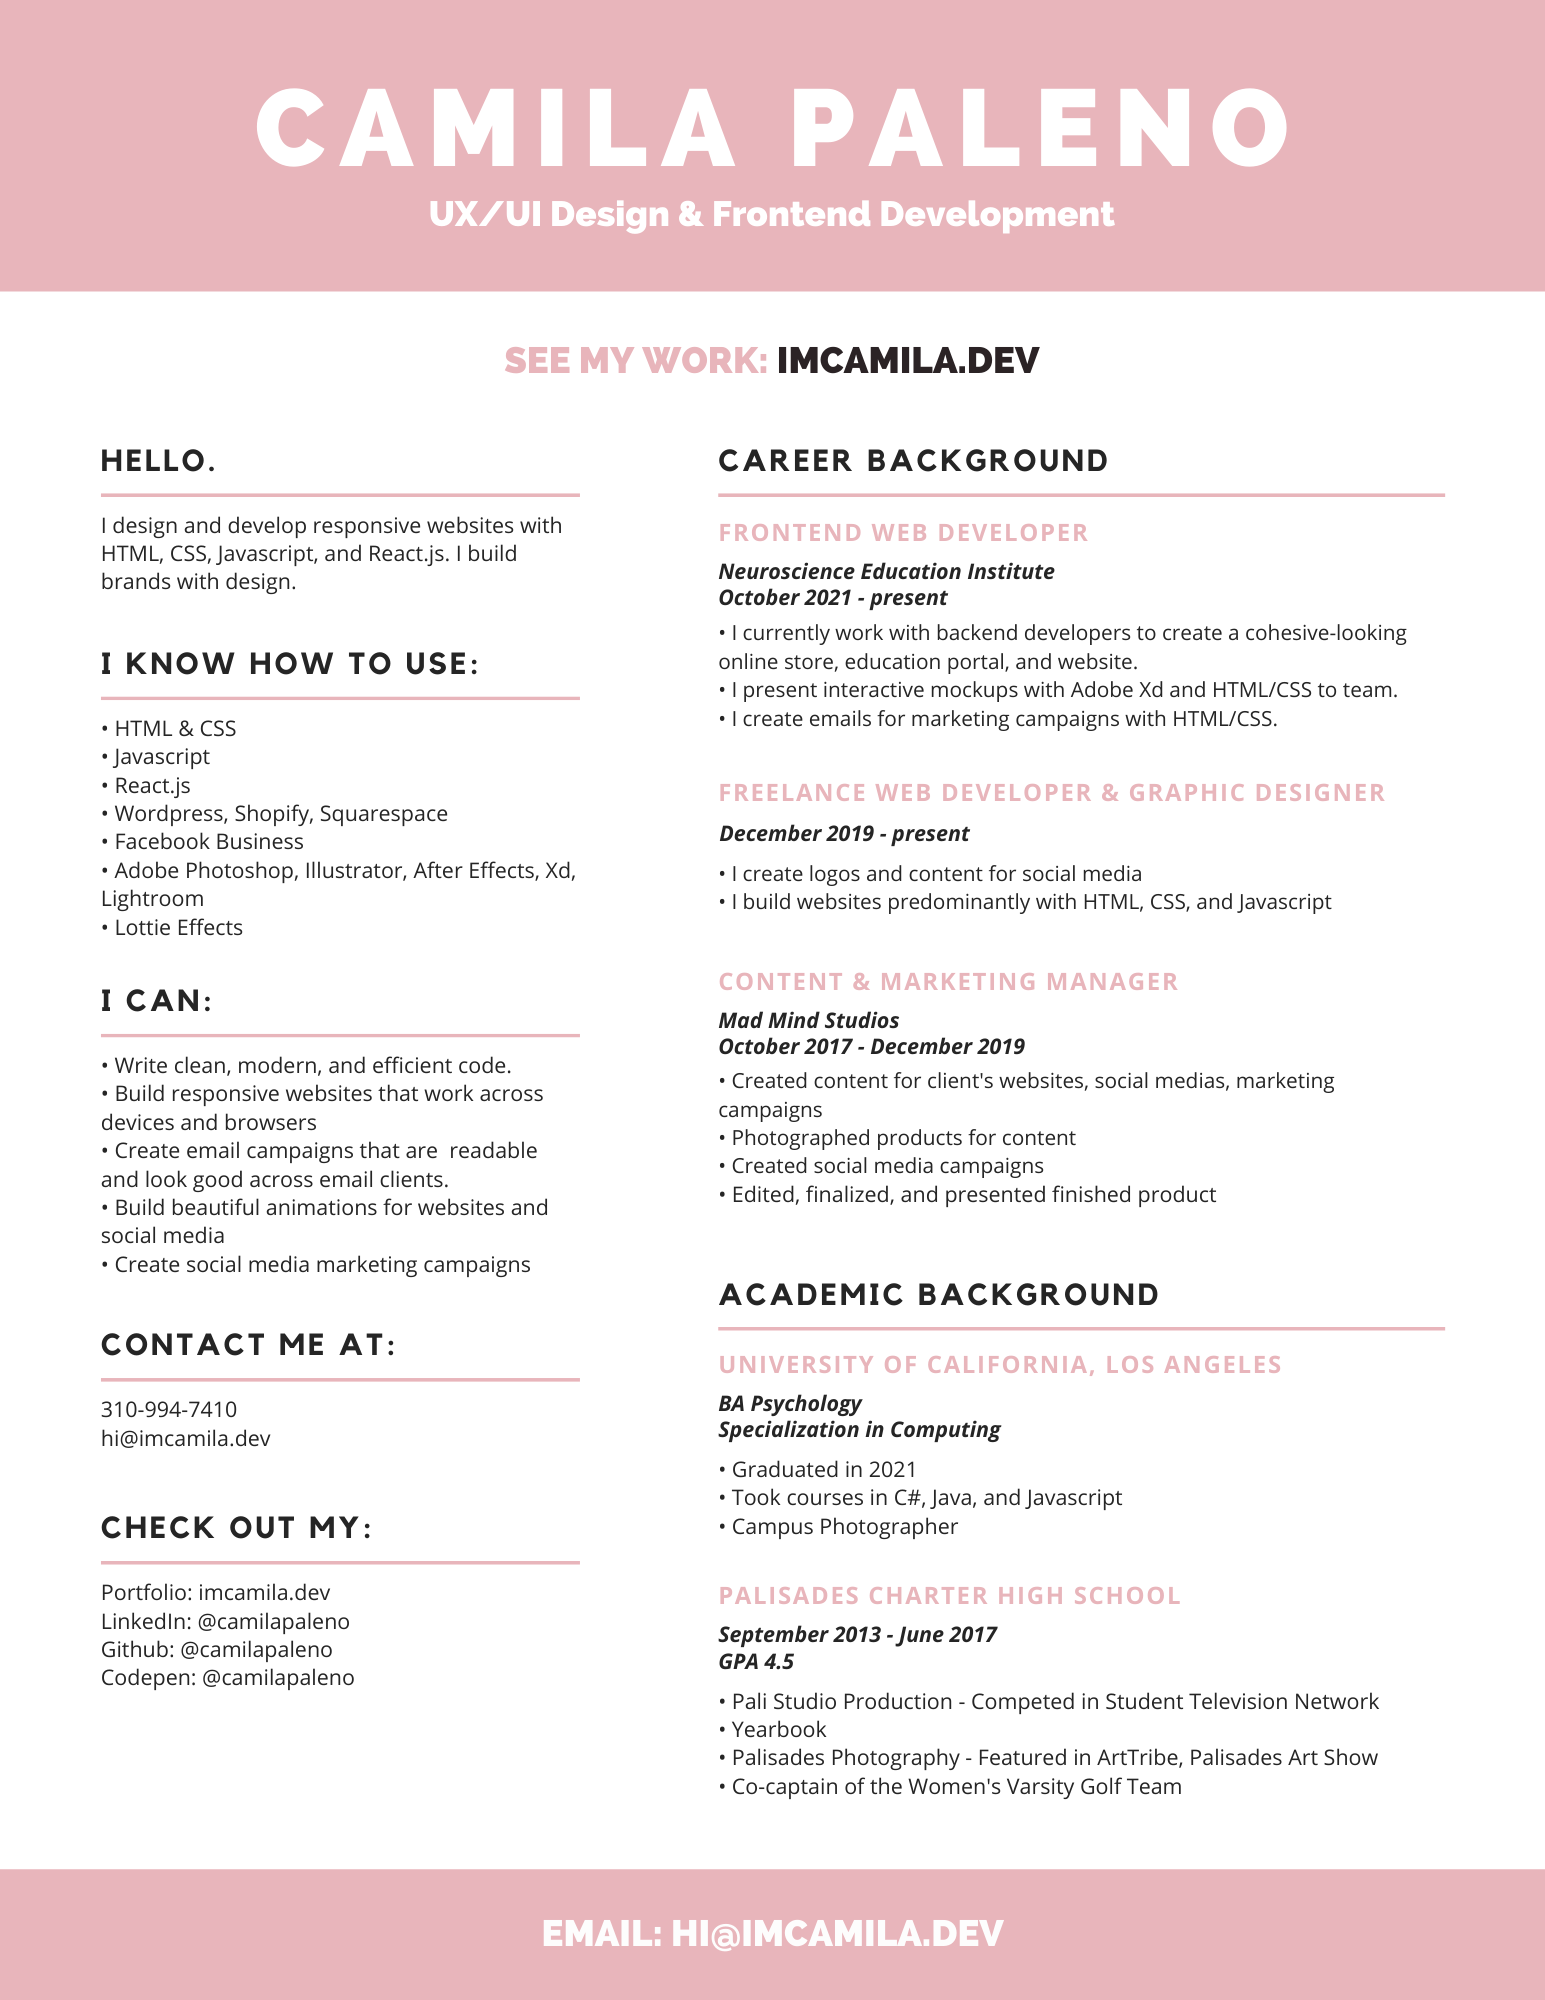 CAMILA PALENO
UX/UI Design & Frontend Development
SEE MY WORK: IMCAMILA.DEV
HELLO.
I design and develop responsive websites with
HTML, CSS, Javascript, and React.js. I build
brands with design.
I KNOW HOW TO USE:
• HTML & CSS
• Javascript
• React.js
• Wordpress, Shopify, Squarespace
• Facebook Business
• Adobe Photoshop, Illustrator, After Effects, Xd,
Lightroom
• Lottie Effects
I CAN:
• Write clean, modern, and efficient code.
• Build responsive websites that work across
devices and browsers
• Create email campaigns that are  readable
and look good across email clients.
• Build beautiful animations for websites and
social media
• Create social media marketing campaigns
CONTACT ME AT:
310-994-7410
hi@imcamila.dev
CHECK OUT MY:
Portfolio: imcamila.dev
LinkedIn: @camilapaleno
Github: @camilapaleno
Codepen: @camilapaleno
CAREER BACKGROUND
FRONTEND WEB DEVELOPER
Neuroscience Education Institute
October 2021 - present
• I currently work with backend developers to create a cohesive-looking
online store, education portal, and website.
• I present interactive mockups with Adobe Xd and HTML/CSS to team.
• I create emails for marketing campaigns with HTML/CSS.
FREELANCE WEB DEVELOPER & GRAPHIC DESIGNER
December 2019 - present
• I create logos and content for social media
• I build websites predominantly with HTML, CSS, and Javascript
CONTENT & MARKETING MANAGER
Mad Mind Studios
October 2017 - December 2019
• Created content for client's websites, social medias, marketing
campaigns
• Photographed products for content
• Created social media campaigns
• Edited, finalized, and presented finished product
ACADEMIC BACKGROUND
UNIVERSITY OF CALIFORNIA, LOS ANGELES
BA Psychology
Specialization in Computing
• Graduated in 2021
• Took courses in C#, Java, and Javascript
• Campus Photographer
PALISADES CHARTER HIGH SCHOOL
September 2013 - June 2017
GPA 4.5
• Pali Studio Production - Competed in Student Television Network
• Yearbook
• Palisades Photography - Featured in ArtTribe, Palisades Art Show
• Co-captain of the Women's Varsity Golf Team
EMAIL: HI@IMCAMILA.DEV